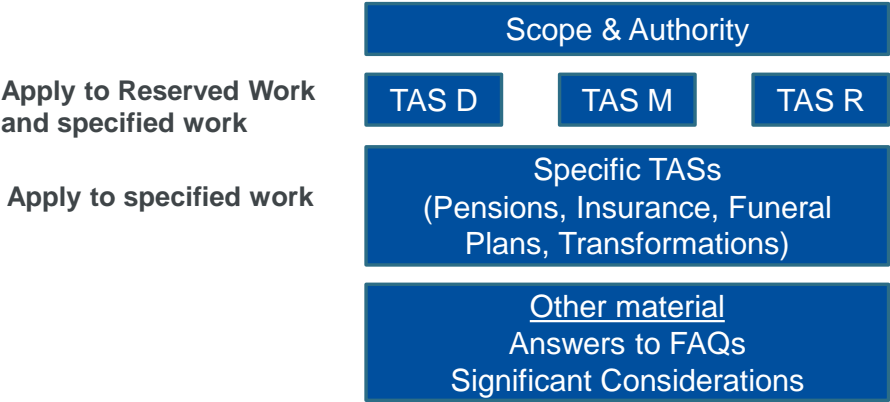 Scope & Authority
Apply to Reserved Work
and specified work
TAS D
TAS M
TAS R
Apply to specified work
Specific TASs
(Pensions, Insurance, Funeral
Plans, Transformations)
Other material
Answers to FAQs
Significant Considerations